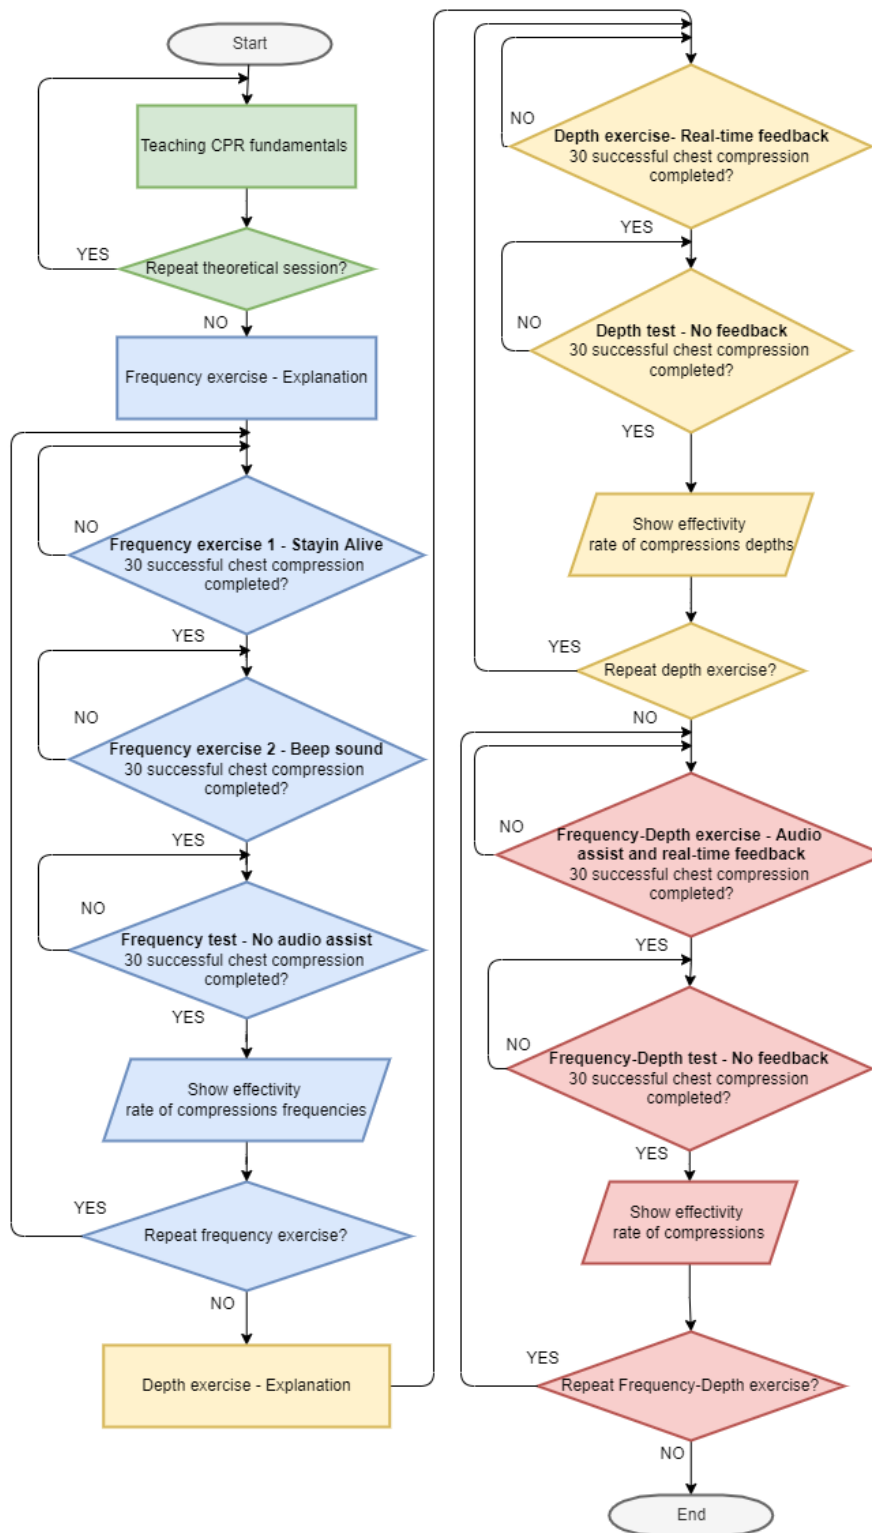 Start
Teaching CPR fundamentals
YES
Repeat theoretical session?
NO
Frequency exercise - Explanation
NO
Frequency exercise 1 - Stayin Alive
30 successful chest compression
completed?
YES
NO
Frequency exercise 2 - Beep sound
30 successful chest compression
completed?
YES
NO
Frequency test - No audio assist
30 successful chest compression
completed?
YES
Show effectivity
rate of compressions frequencies
YES
Repeat frequency exercise?
NO
Depth exercise - Explanation
NO
Depth exercise- Real-time feedback
30 successful chest compression
completed?
YES
NO
Depth test - No feedback
30 successful chest compression
completed?
YES
Show effectivity
rate of compressions depths
YES
Repeat depth exercise?
NO
NO
Frequency-Depth exercise - Audio
assist and real-time feedback
30 successful chest compression
completed?
YES
NO
Frequency-Depth test - No feedback
30 successful chest compression
completed?
YES
Show effectivity
rate of compressions
YES
Repeat Frequency-Depth exercise?
NO
End